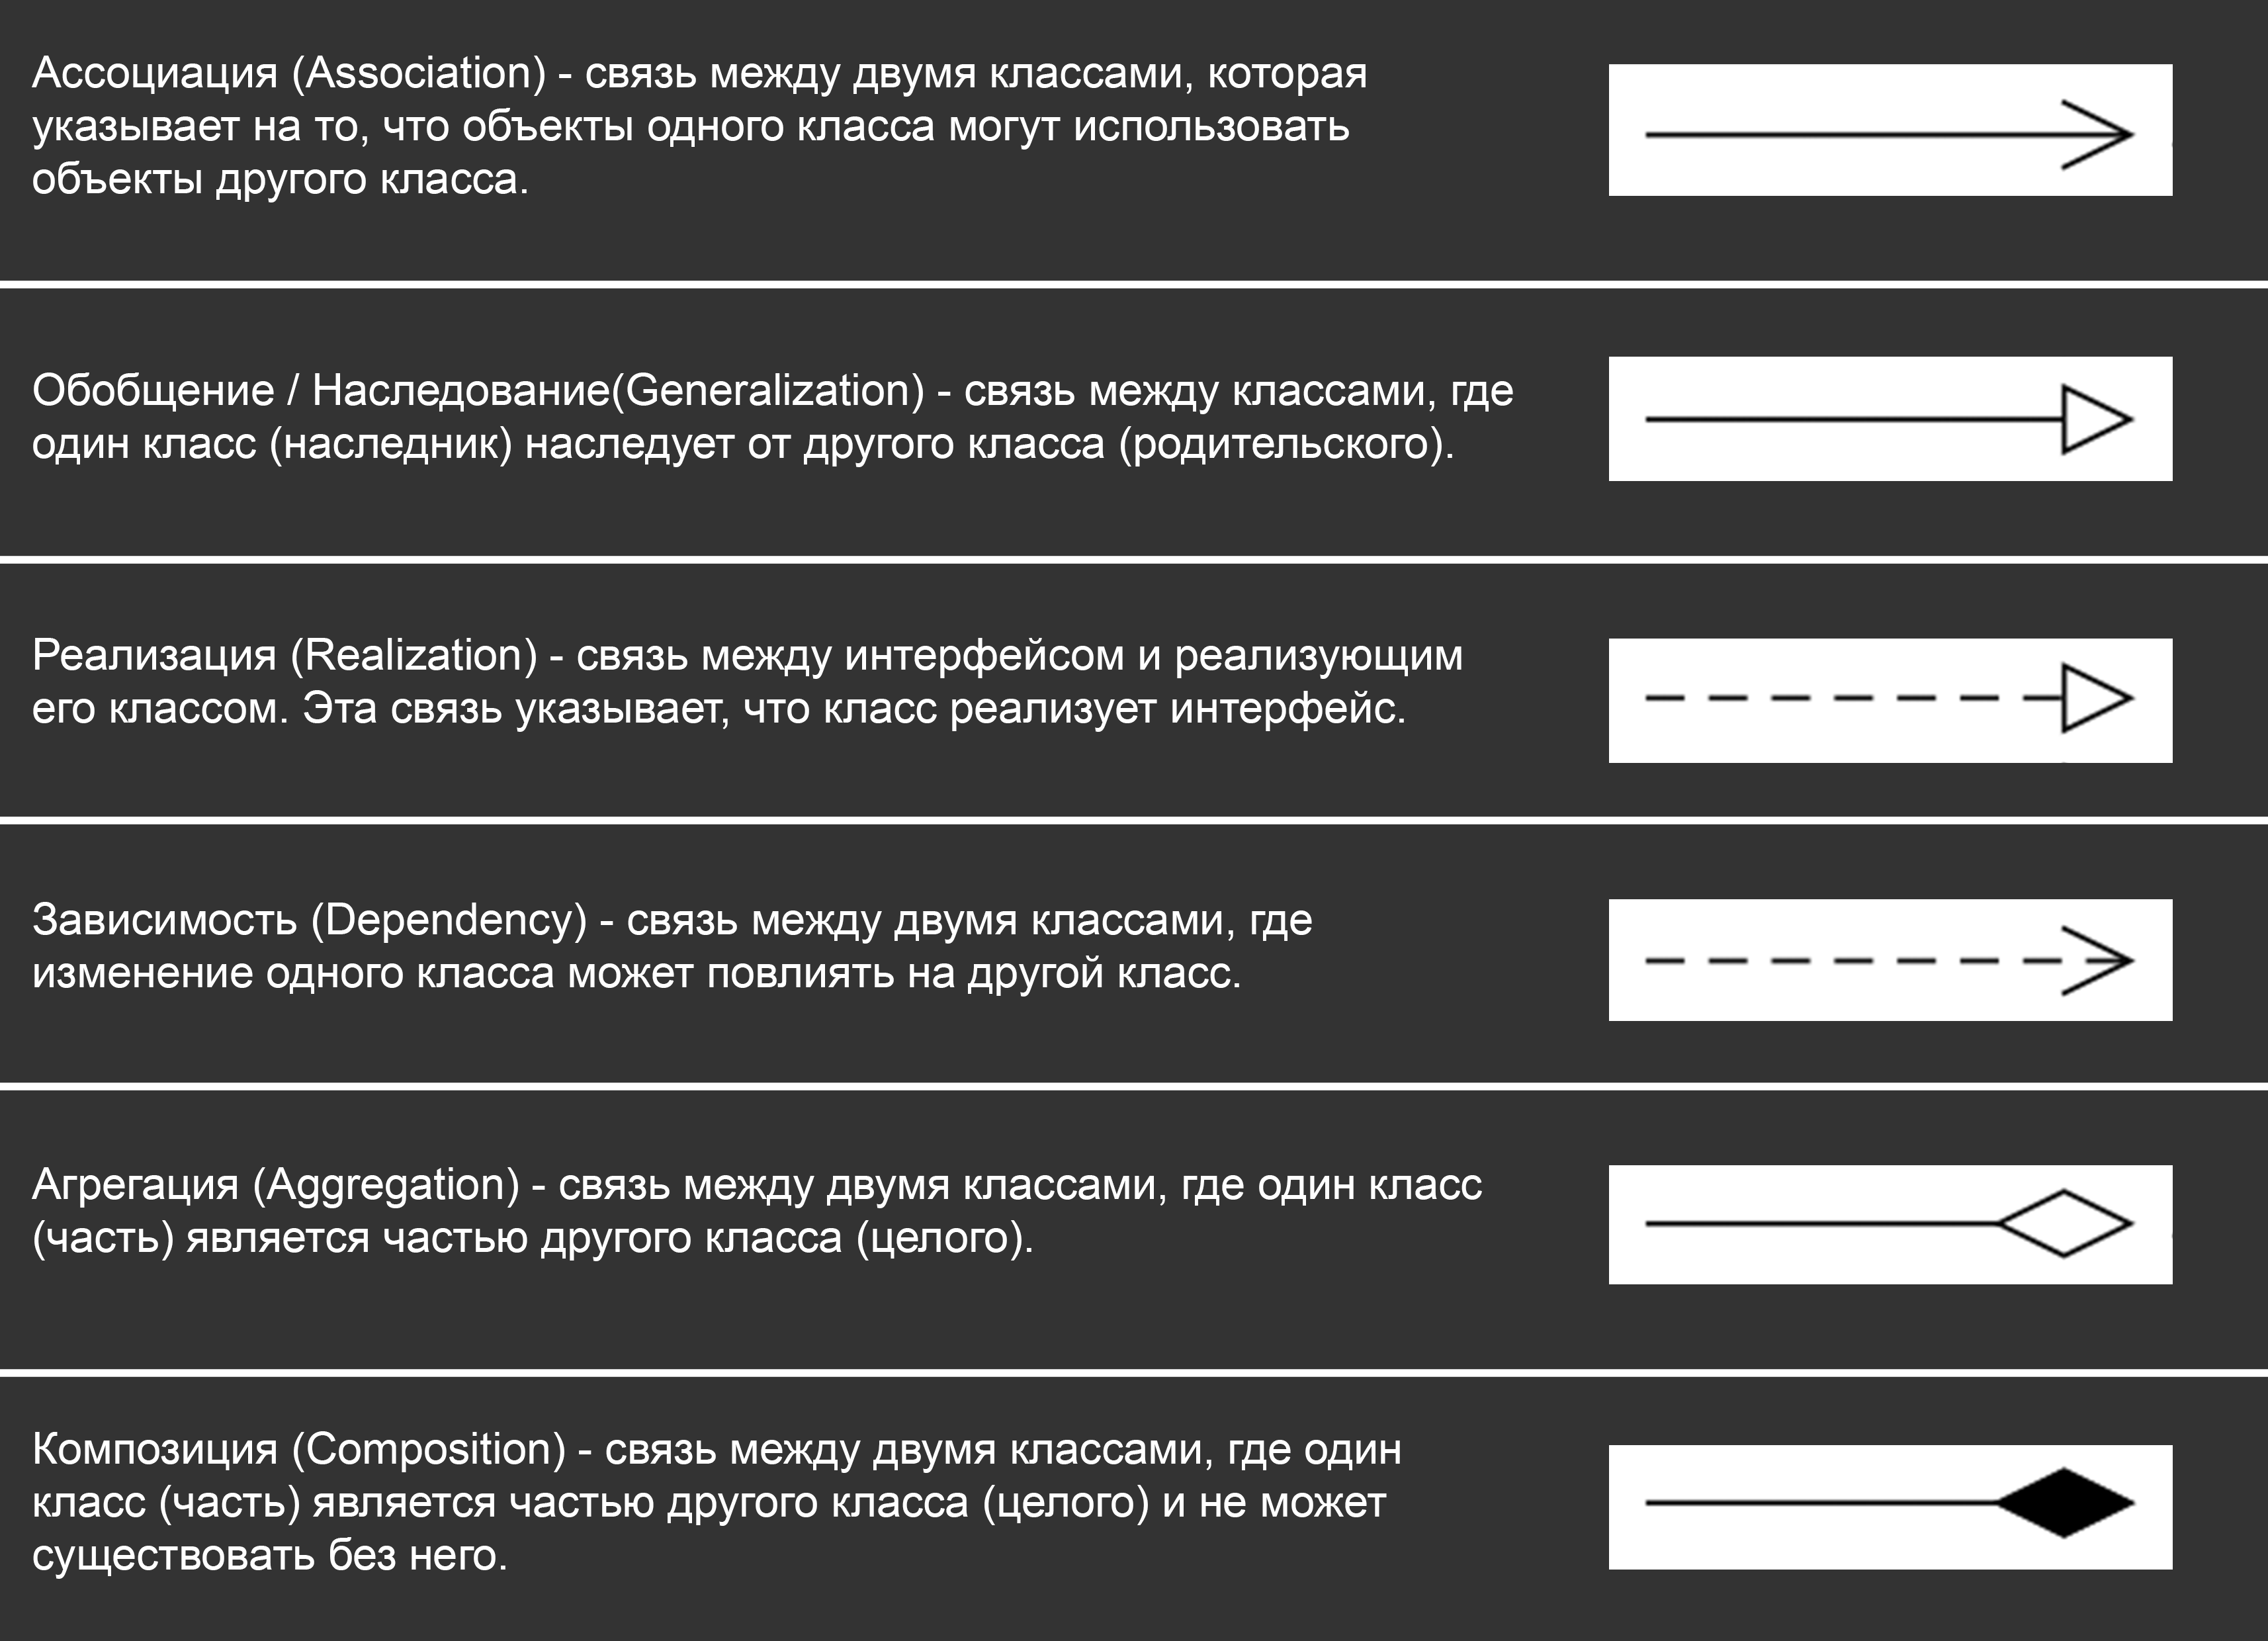 Ассоциация (Association) - связь между двумя классами, которая
указывает на то, что объекты одного класса могут использовать
объекты другого класса.
Обобщение / Наследование(Generalization) - связь между классами, где
один класс (наследник) наследует от другого класса (родительского).
Реализация (Realization) - связь между интерфейсом и реализующим
его классом. Эта связь указывает, что класс реализует интерфейс.
Зависимость (Dependency) - связь между двумя классами, где
изменение одного класса может повлиять на другой класс.
Агрегация (Aggregation) - связь между двумя классами, где один класс
(часть) является частью другого класса (целого).
Композиция (Composition) - связь между двумя классами, где один
класс (часть) является частью другого класса (целого) и не может
существовать без него.